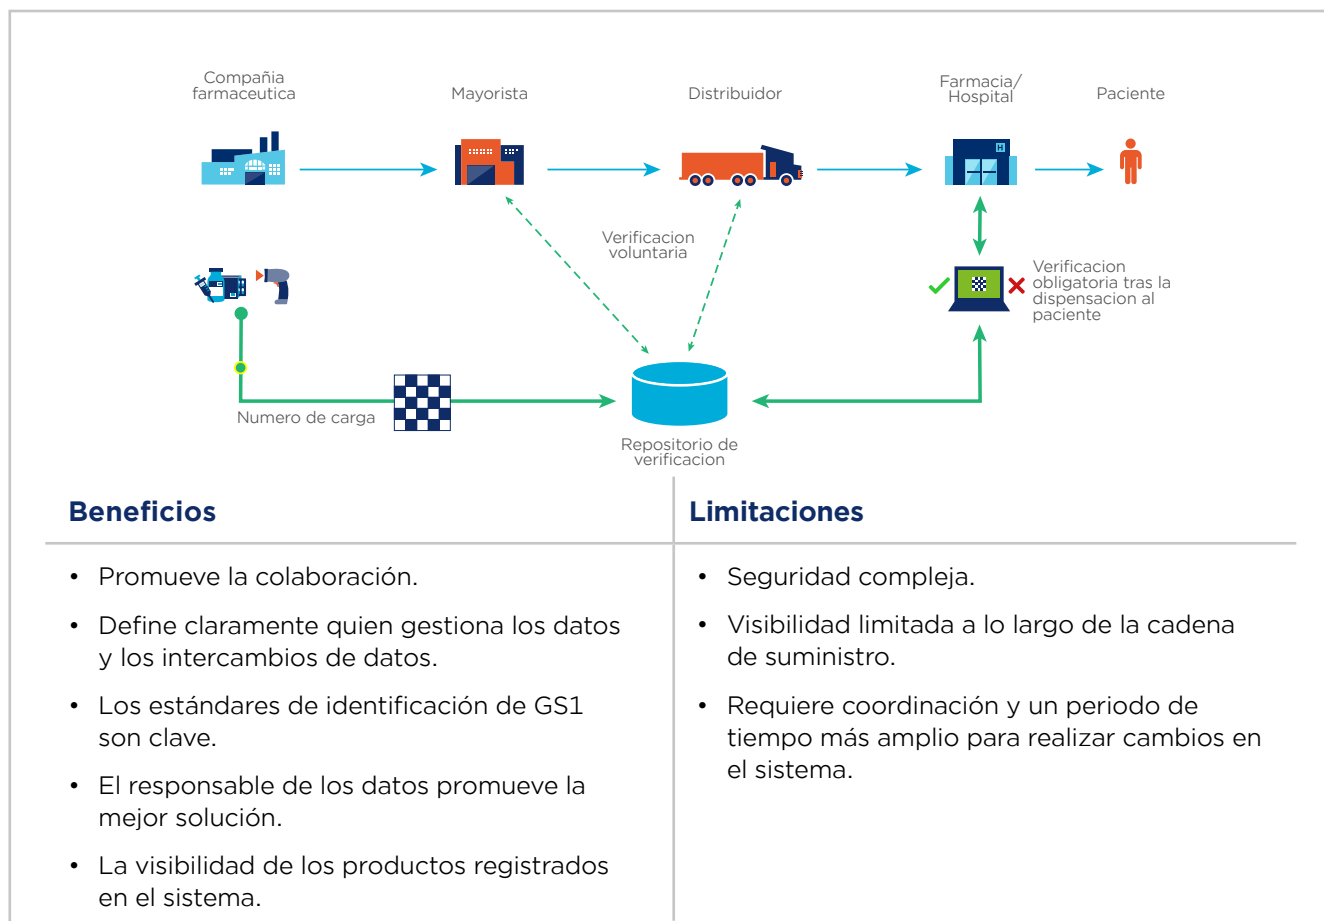 Compañia
farmaceutica
Mayorista
Distribuidor
Farmacia/
Hospital
Paciente
H
Verificacion
voluntaria
Verificacion
obligatoria tras la
dispensacion al
paciente
Numero de carga
Repositorio de
verificacion
Beneficios
• Promueve la colaboración.
• Define claramente quien gestiona los datos
y los intercambios de datos.
• Los estándares de identificación de GS1
son clave.
• El responsable de los datos promueve la
mejor solución.
• La visibilidad de los productos registrados
en el sistema.
Limitaciones
• Seguridad compleja.
• Visibilidad limitada a lo largo de la cadena
de suministro.
• Requiere coordinación y un periodo de
tiempo más amplio para realizar cambios en
el sistema.